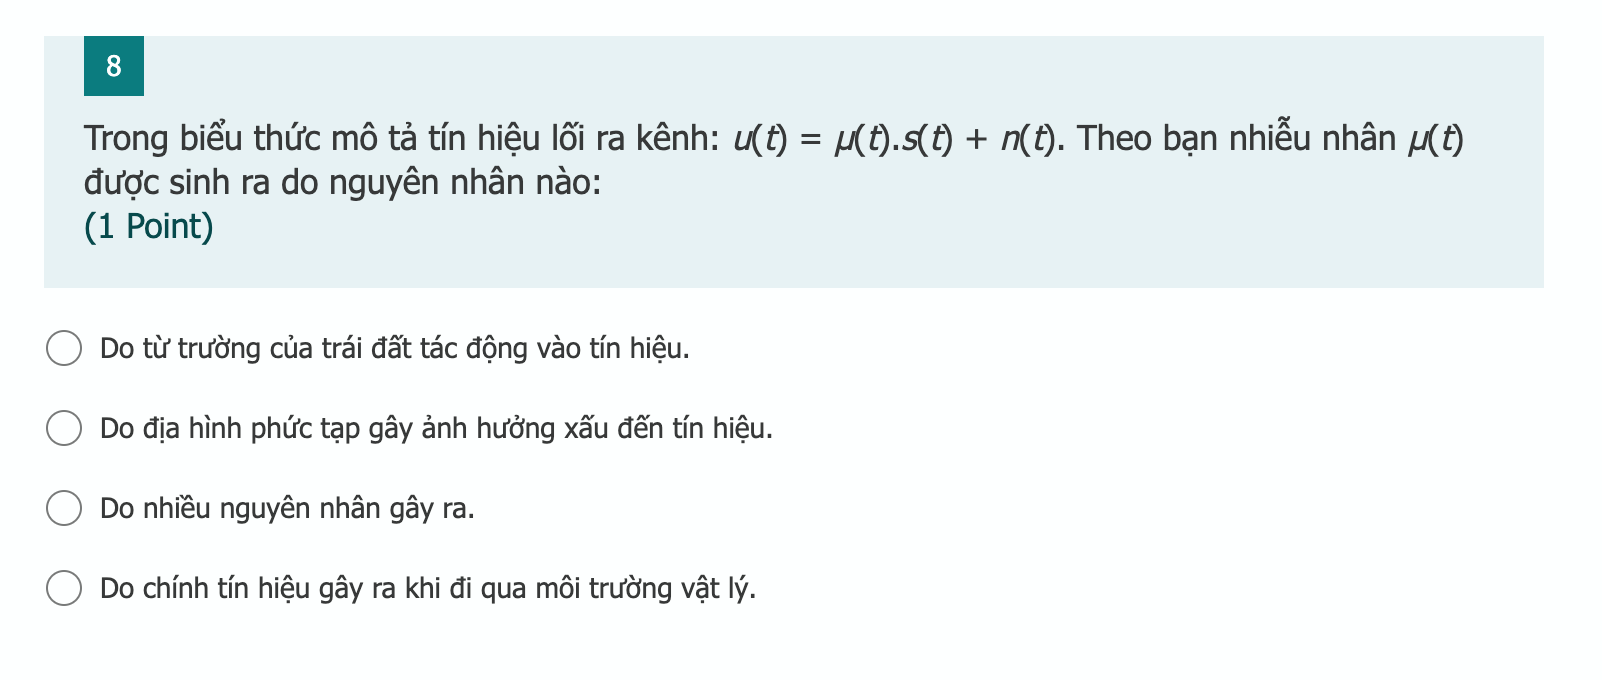 8
Trong biểu thức mô tả tín hiệu lối ra kênh: u(t) = μ(t).s(t) + n(t). Theo bạn nhiễu nhân μ(t)
được sinh ra do nguyên nhân nào:
(1 Point)
Do từ trường của trái đất tác động vào tín hiệu.
Do địa hình phức tạp gây ảnh hưởng xấu đến tín hiệu.
Do nhiều nguyên nhân gây ra.
Do chính tín hiệu gây ra khi đi qua môi trường vật lý.